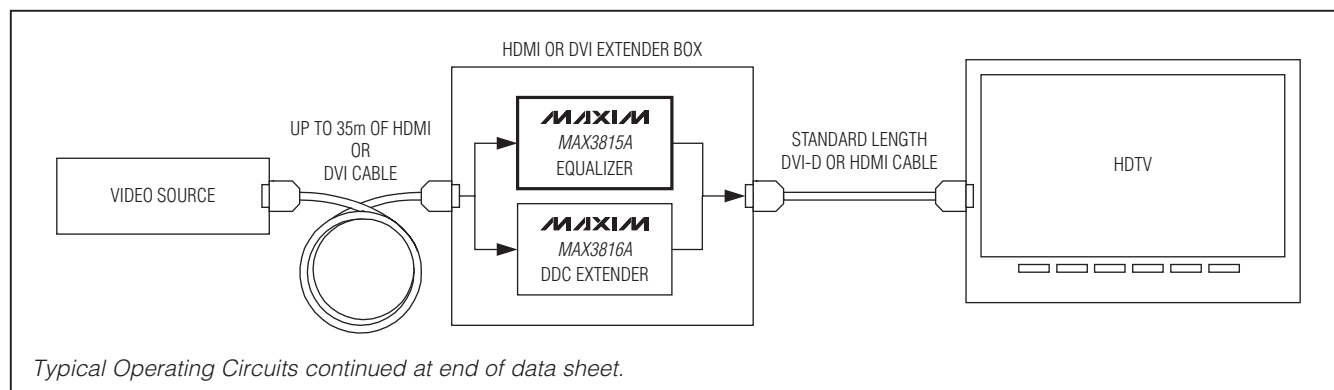 HDMI OR DVI EXTENDER BOX
VIDEO SOURCE
UP TO 35m OF HDMI
OR
DVI CABLE
MAXIM
MAX3815A
EQUALIZER
MAXIM
MAX3816A
DDC EXTENDER
STANDARD LENGTH
DVI-D OR HDMI CABLE
HDTV
Typical Operating Circuits continued at end of data sheet.